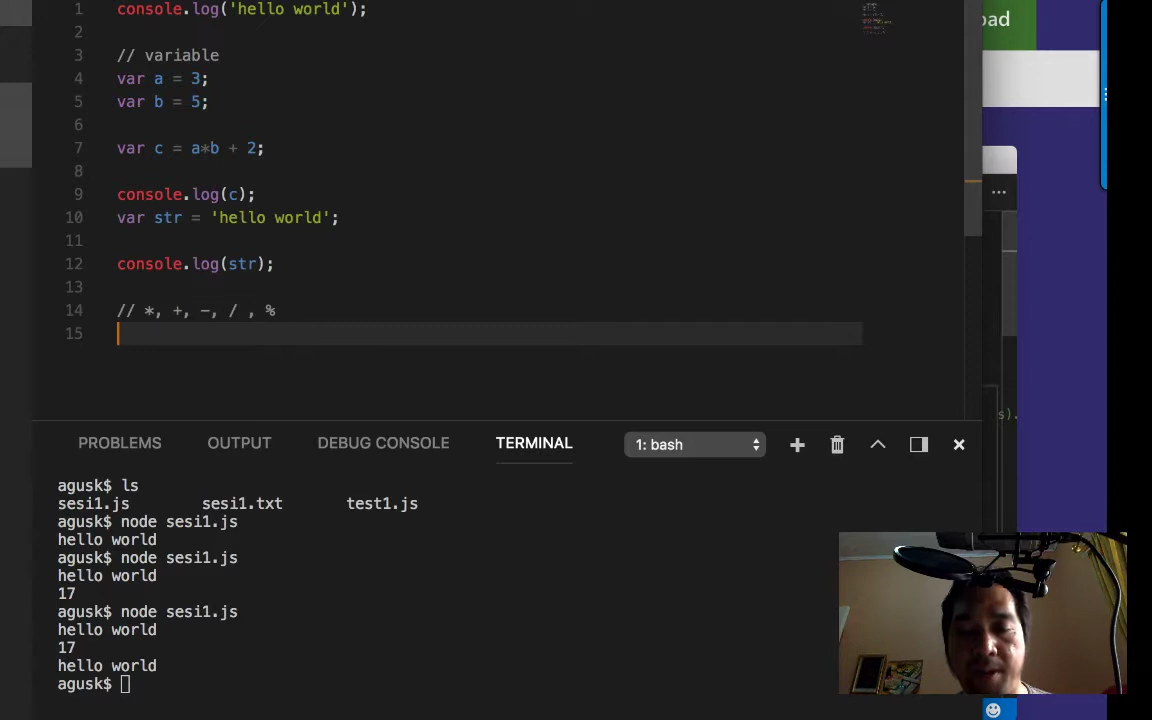 1 console.log('hello world');
2
3 // variable
4 var a = 3;
5 var b = 5;
6
7 var c = a*b + 2;
8
9 console.log(c);
10 var str = 'hello world';
11
12 console.log(str);
13
14 // *, +, -, / , %
15
PROBLEMS OUTPUT DEBUG CONSOLE TERMINAL 1: bash
agusk$ ls
sesi1.js sesi1.txt test1.js
agusk$ node sesi1.js
hello world
agusk$ node sesi1.js
hello world
17
agusk$ node sesi1.js
hello world
17
hello world
agusk$